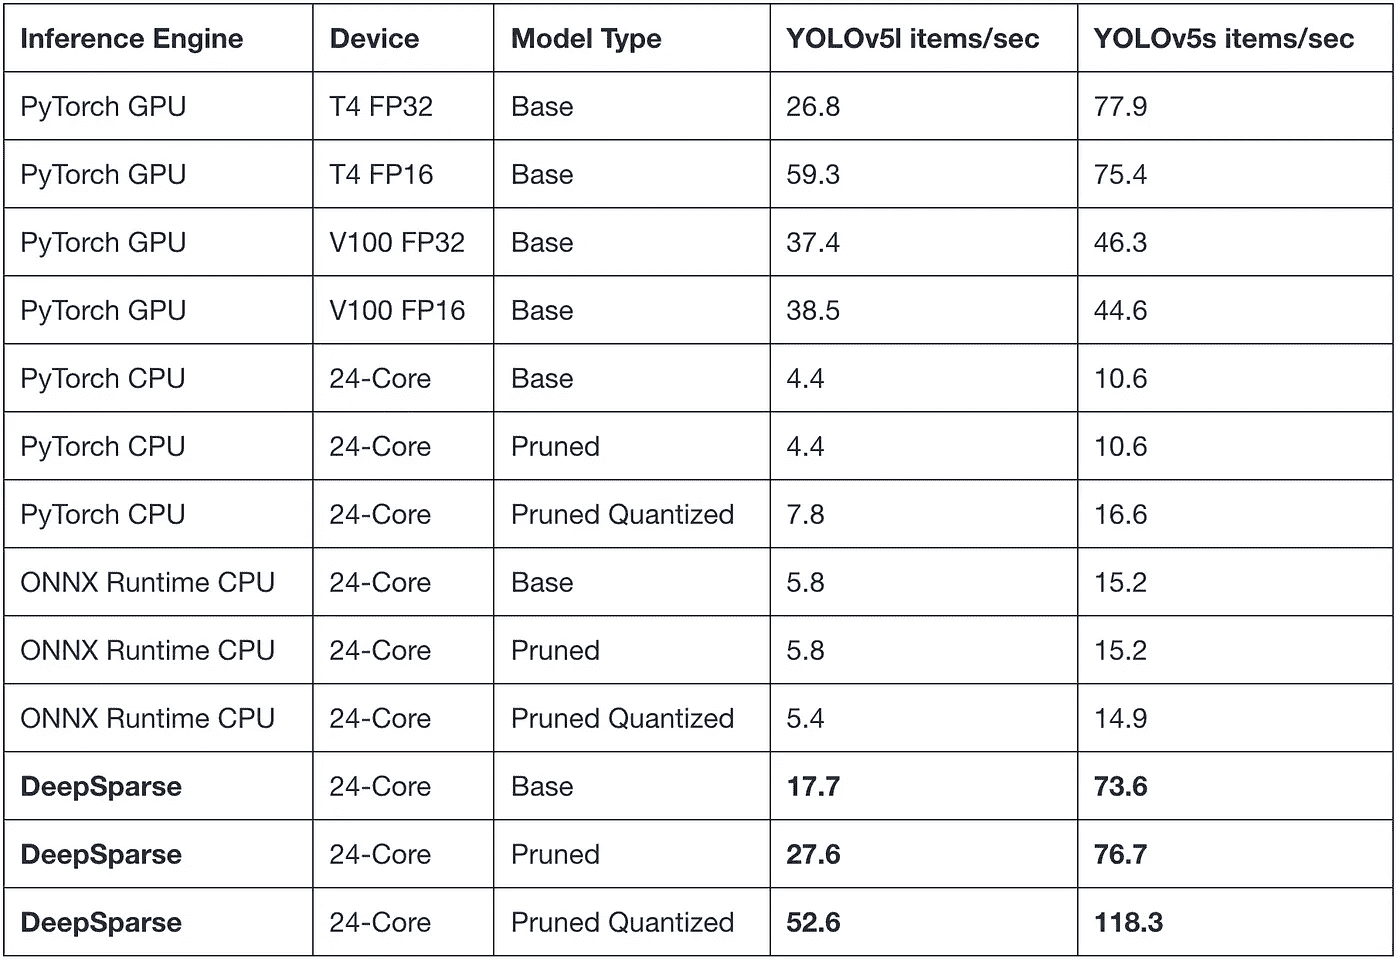 Inference Engine Device Model Type YOLOv5l items/sec YOLOv5s items/sec
PyTorch GPU T4 FP32 Base 26.8 77.9
PyTorch GPU T4 FP16 Base 59.3 75.4
PyTorch GPU V100 FP32 Base 37.4 46.3
PyTorch GPU V100 FP16 Base 38.5 44.6
PyTorch CPU 24-Core Base 4.4 10.6
PyTorch CPU 24-Core Pruned 4.4 10.6
PyTorch CPU 24-Core Pruned Quantized 7.8 16.6
ONNX Runtime CPU 24-Core Base 5.8 15.2
ONNX Runtime CPU 24-Core Pruned 5.8 15.2
ONNX Runtime CPU 24-Core Pruned Quantized 5.4 14.9
DeepSparse 24-Core Base 17.7 73.6
DeepSparse 24-Core Pruned 27.6 76.7
DeepSparse 24-Core Pruned Quantized 52.6 118.3